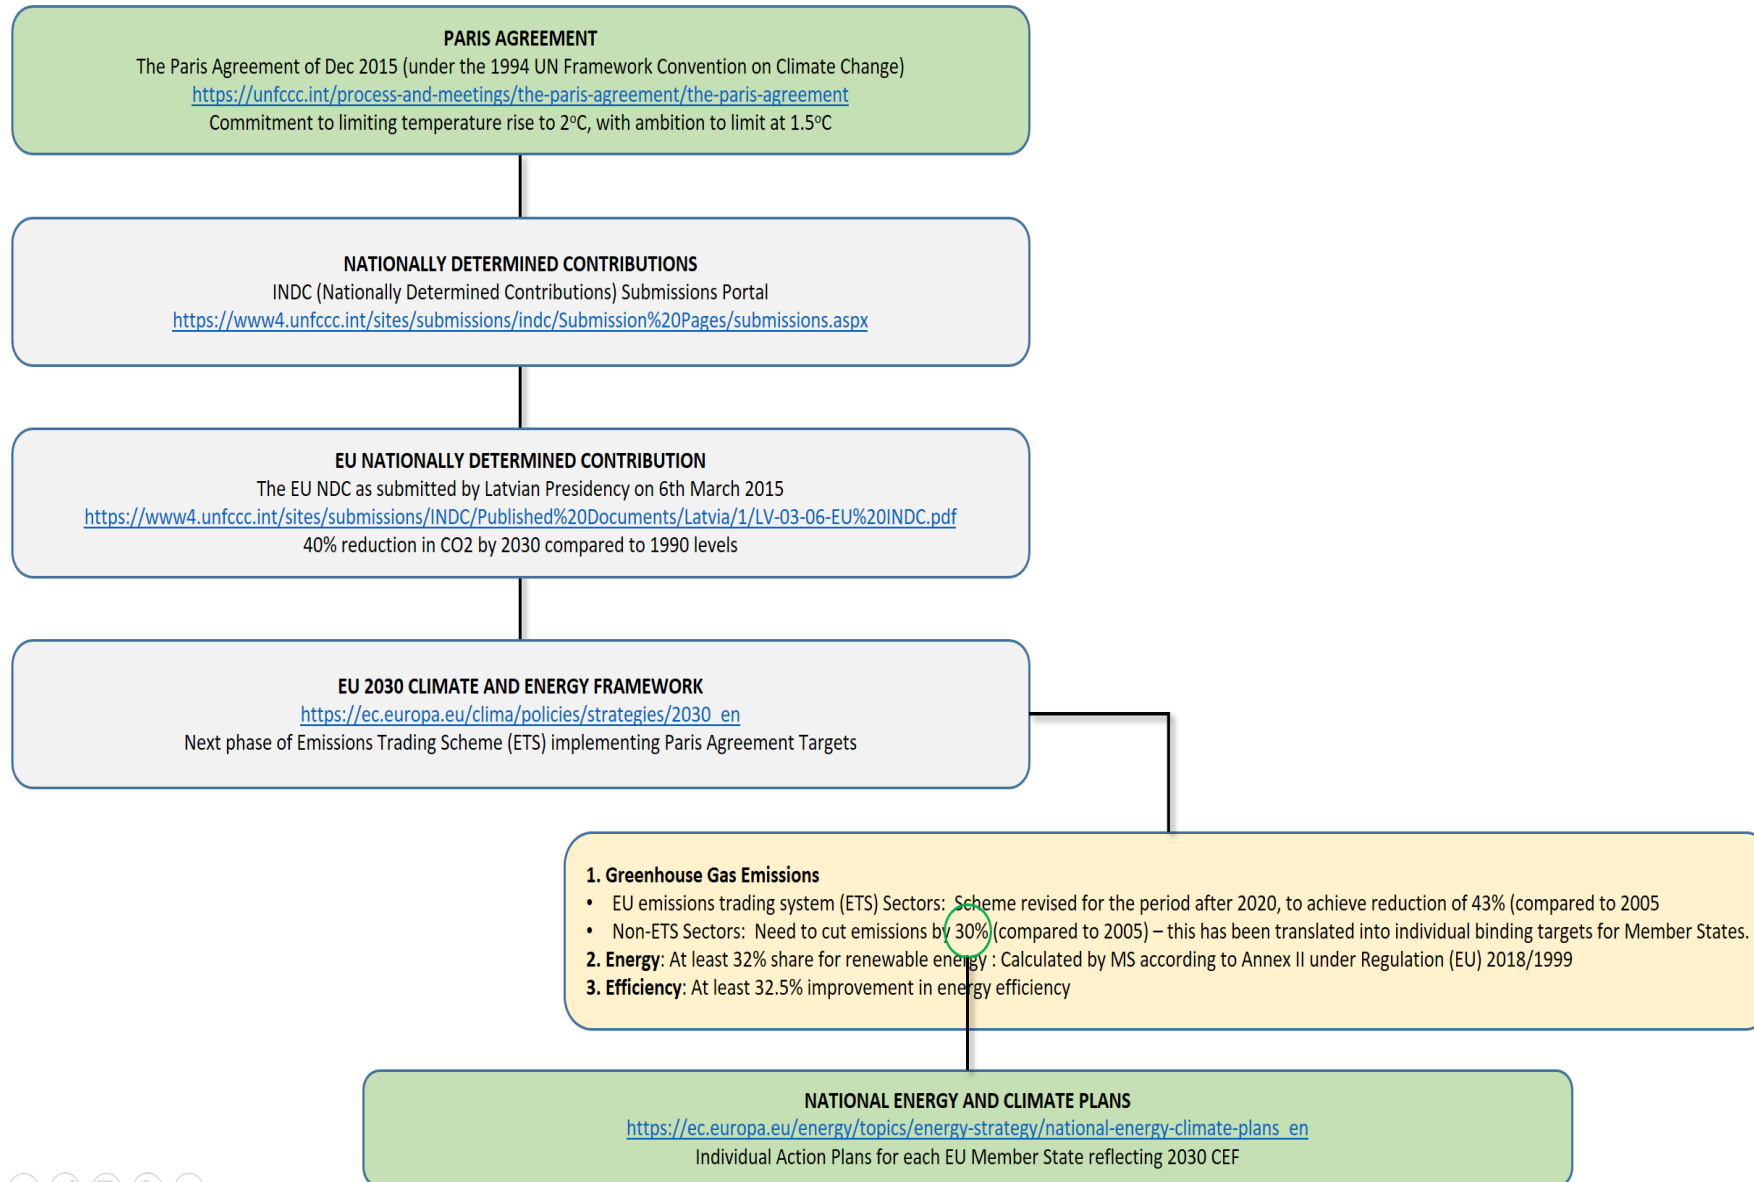 PARIS AGREEMENT
The Paris Agreement of Dec 2015 (under the 1994 UN Framework Convention on Climate Change)
https://unfccc.int/process-and-meetings/the-paris-agreement/the-paris-agreement
Commitment to limiting temperature rise to 2°C, with ambition to limit at 1.5°C
NATIONALLY DETERMINED CONTRIBUTIONS
INDC (Nationally Determined Contributions) Submissions Portal
https://www4.unfccc.int/sites/submissions/indc/Submission%20Pages/submissions.aspx
EU NATIONALLY DETERMINED CONTRIBUTION
The EU NDC as submitted by Latvian Presidency on 6th March 2015
https://www4.unfccc.int/sites/submissions/INDC/Published%20Documents/Latvia/1/LV-03-06-EU%20INDC.pdf
40% reduction in CO2 by 2030 compared to 1990 levels
EU 2030 CLIMATE AND ENERGY FRAMEWORK
https://ec.europa.eu/clima/policies/strategies/2030_en
Next phase of Emissions Trading Scheme (ETS) implementing Paris Agreement Targets
1. Greenhouse Gas Emissions
• EU emissions trading system (ETS) Sectors: Scheme revised for the period after 2020, to achieve reduction of 43% (compared to 2005
• Non-ETS Sectors: Need to cut emissions by 30% (compared to 2005) – this has been translated into individual binding targets for Member States.
2. Energy: At least 32% share for renewable energy : Calculated by MS according to Annex II under Regulation (EU) 2018/1999
3. Efficiency: At least 32.5% improvement in energy efficiency
NATIONAL ENERGY AND CLIMATE PLANS
https://ec.europa.eu/energy/topics/energy-strategy/national-energy-climate-plans_en
Individual Action Plans for each EU Member State reflecting 2030 CEF